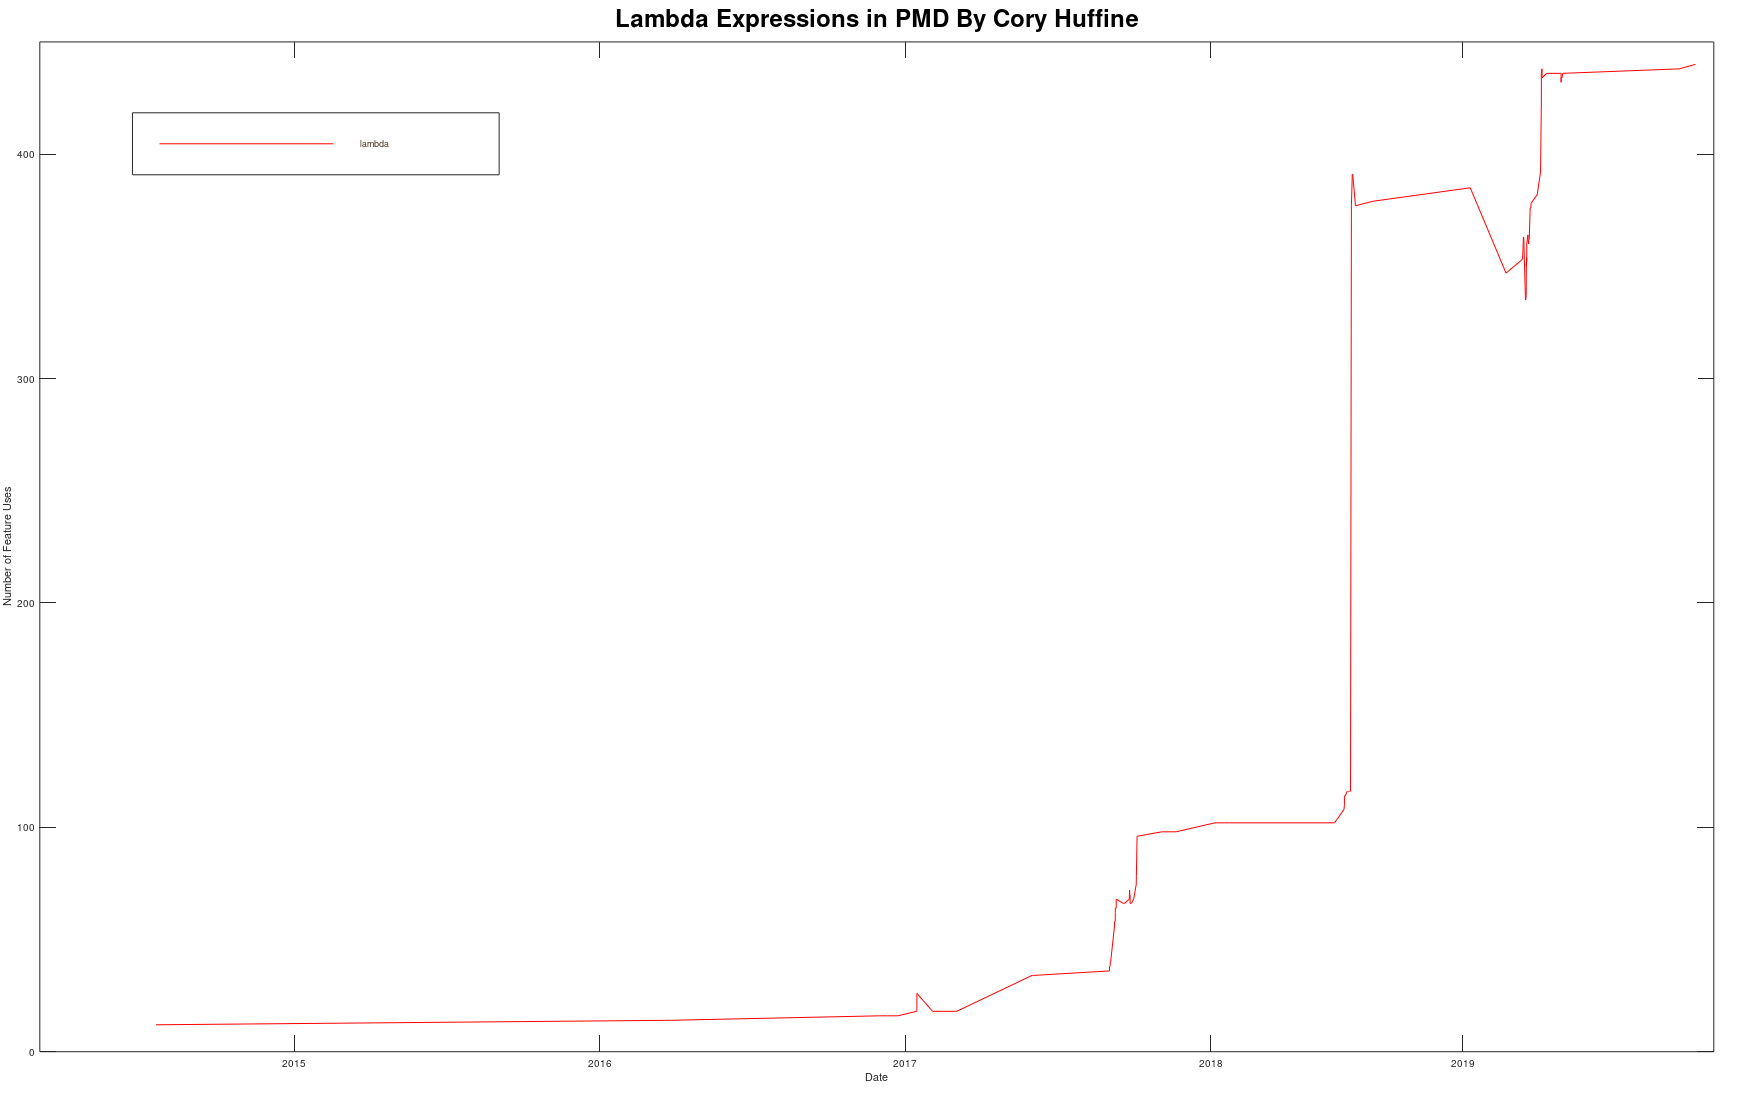 Lambda Expressions in PMD By Cory Huffine
lambda
400
300
200
100
0
Number of Feature Uses
2015 2016 2017 2018 2019
Date